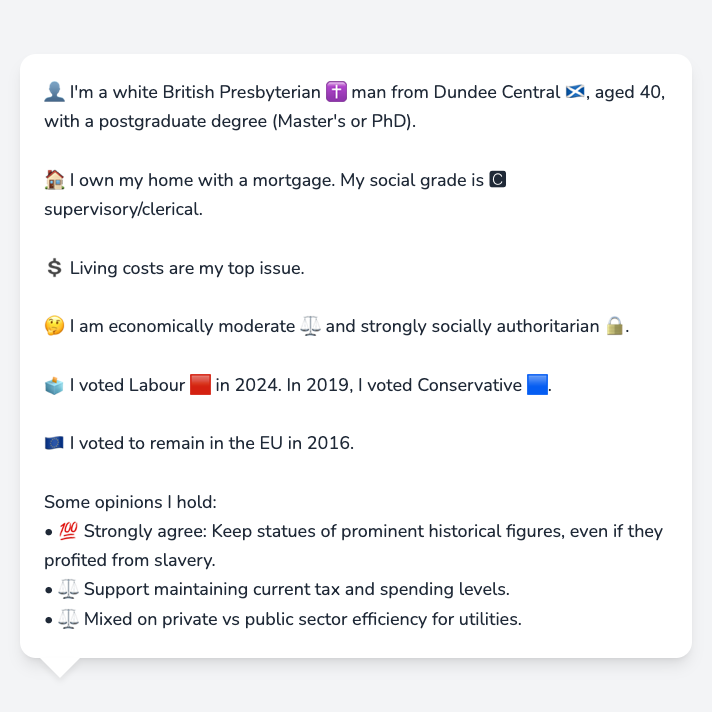 👤 I'm a white British Presbyterian ✝️ man from Dundee Central 🏴󠁧󠁢󠁳󠁣󠁴󠁿, aged 40,
with a postgraduate degree (Master's or PhD).
🏠 I own my home with a mortgage. My social grade is 🅲
supervisory/clerical.
💲 Living costs are my top issue.
🤔 I am economically moderate ⚖️ and strongly socially authoritarian 🔒.
🗳️ I voted Labour 🟥 in 2024. In 2019, I voted Conservative 🟦.
🇪🇺 I voted to remain in the EU in 2016.
Some opinions I hold:
• 💯 Strongly agree: Keep statues of prominent historical figures, even if they
profited from slavery.
• ⚖️ Support maintaining current tax and spending levels.
• ⚖️ Mixed on private vs public sector efficiency for utilities.